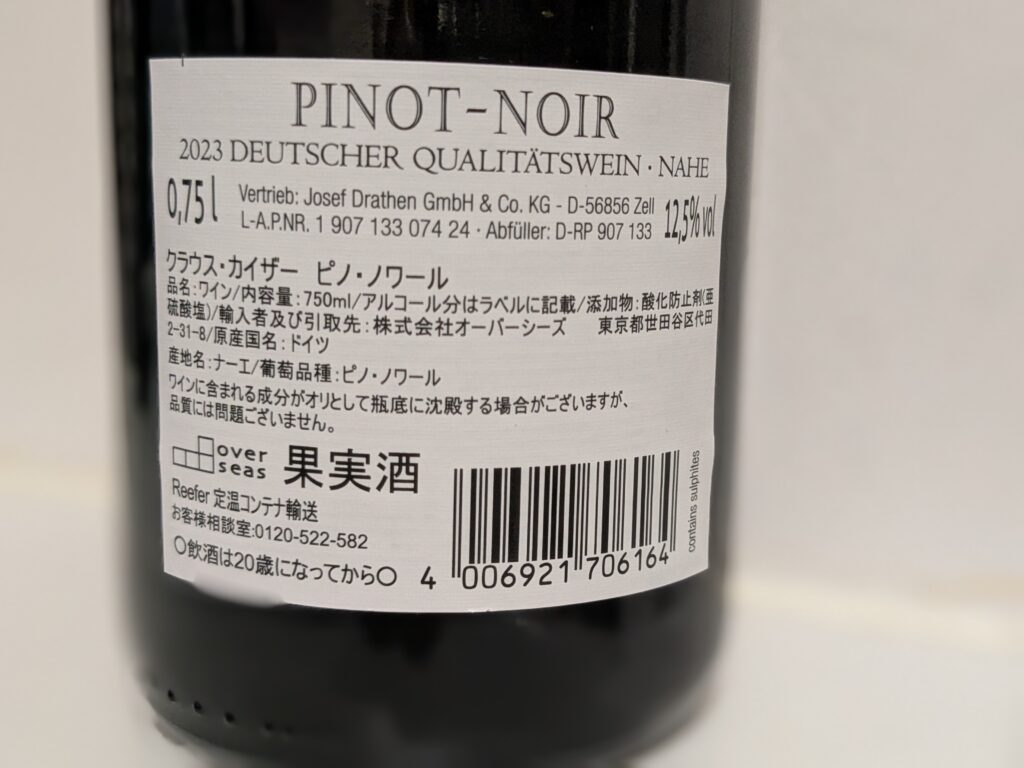 PINOT-NOIR
2023 DEUTSCHER QUALITÄTSWEIN · NAHE
0,75 l
Vertrieb: Josef Drathen GmbH & Co. KG - D-56856 Zell
L-A.P.NR. 1 907 133 074 24 · Abfüller: D-RP 907 133
12,5% vol
クラウス・カイザー ピノ・ノワール
品名:ワイン/内容量:750ml/アルコール分はラベルに記載/添加物:酸化防止剤(亜
硫酸塩)/輸入者及び引取先:株式会社オーバーシーズ 東京都世田谷区代田
2-31-8/原産国名:ドイツ
産地名:ナーエ/葡萄品種:ピノ・ノワール
ワインに含まれる成分がオリとして瓶底に沈殿する場合がございますが、
品質には問題ございません。
over
seas
果実酒
Reefer 定温コンテナ輸送
お客様相談室:0120-522-582
○飲酒は20歳になってから○
4 006921 706164
contains sulphites